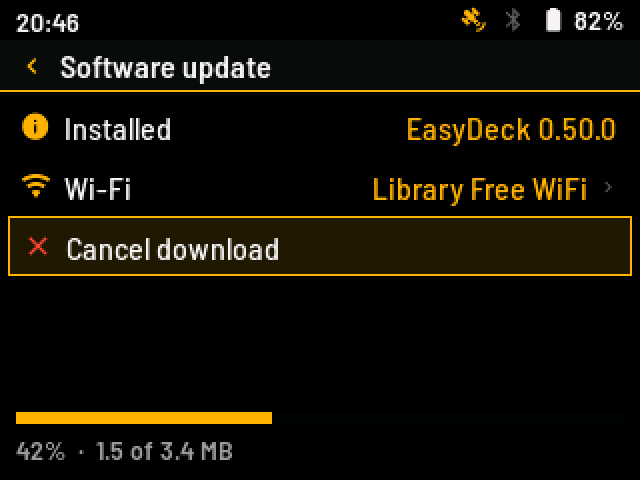 20:46 82%
Software update
Installed EasyDeck 0.50.0
Wi-Fi Library Free WiFi
Cancel download
42% · 1.5 of 3.4 MB